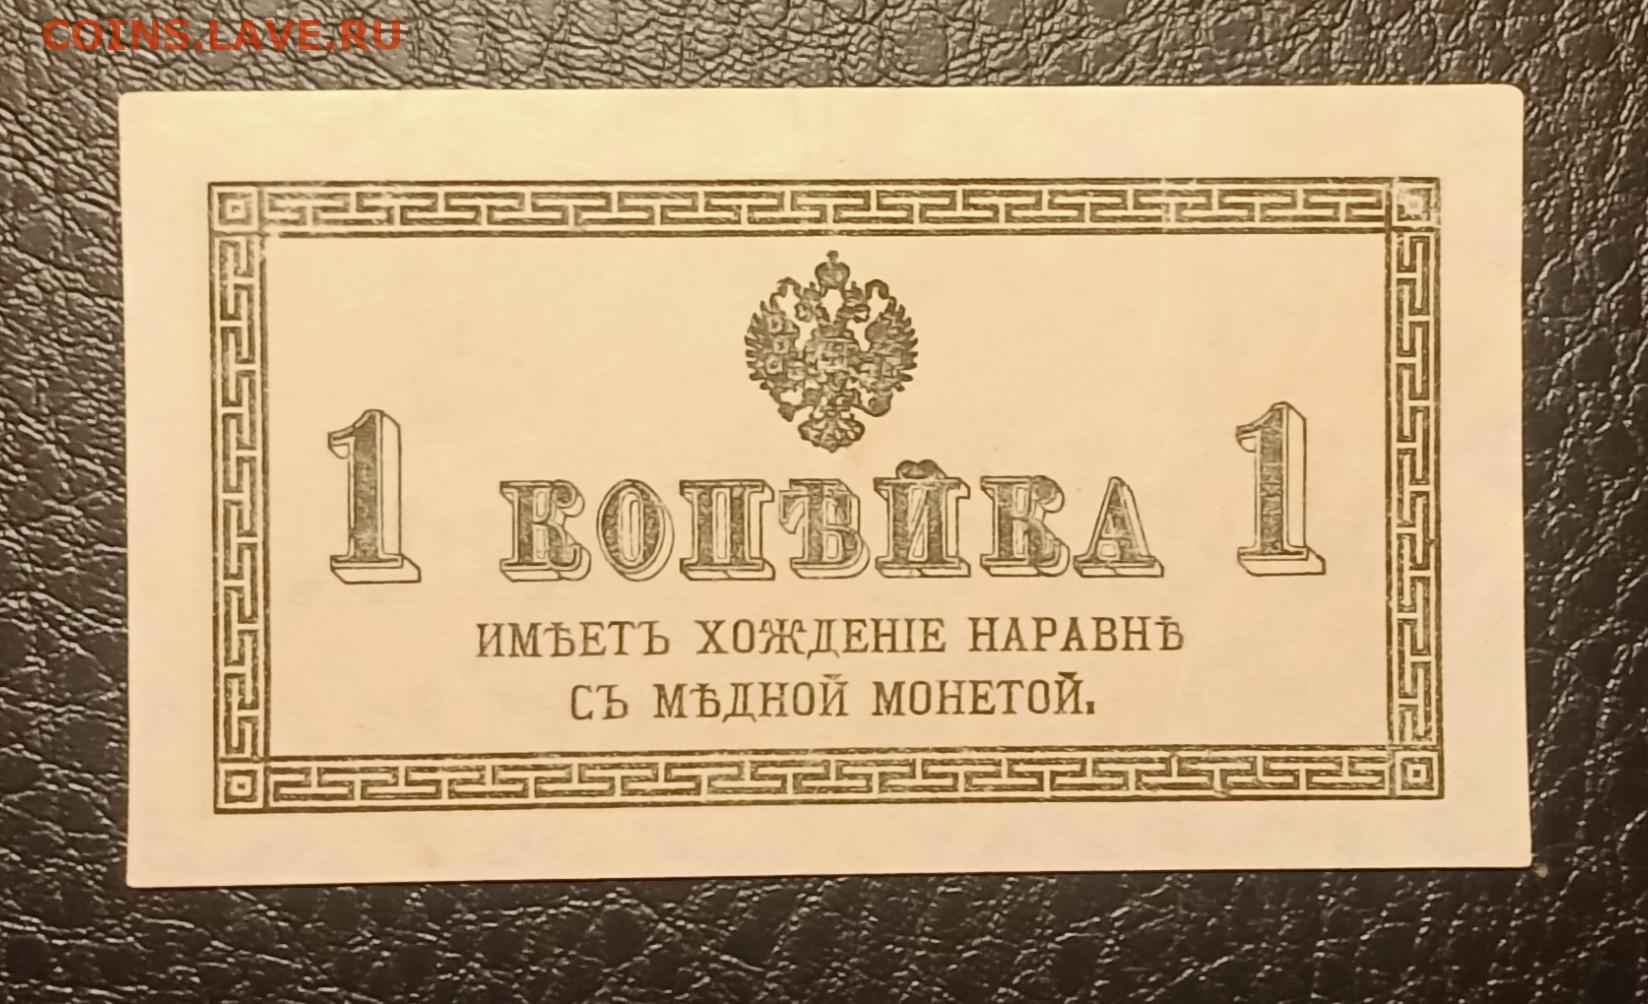 COINS.LAVE.RU
1 КОПѢЙКА 1
ИМѢЕТЪ ХОЖДЕНІЕ НАРАВНѢ
СЪ МѢДНОЙ МОНЕТОЙ.